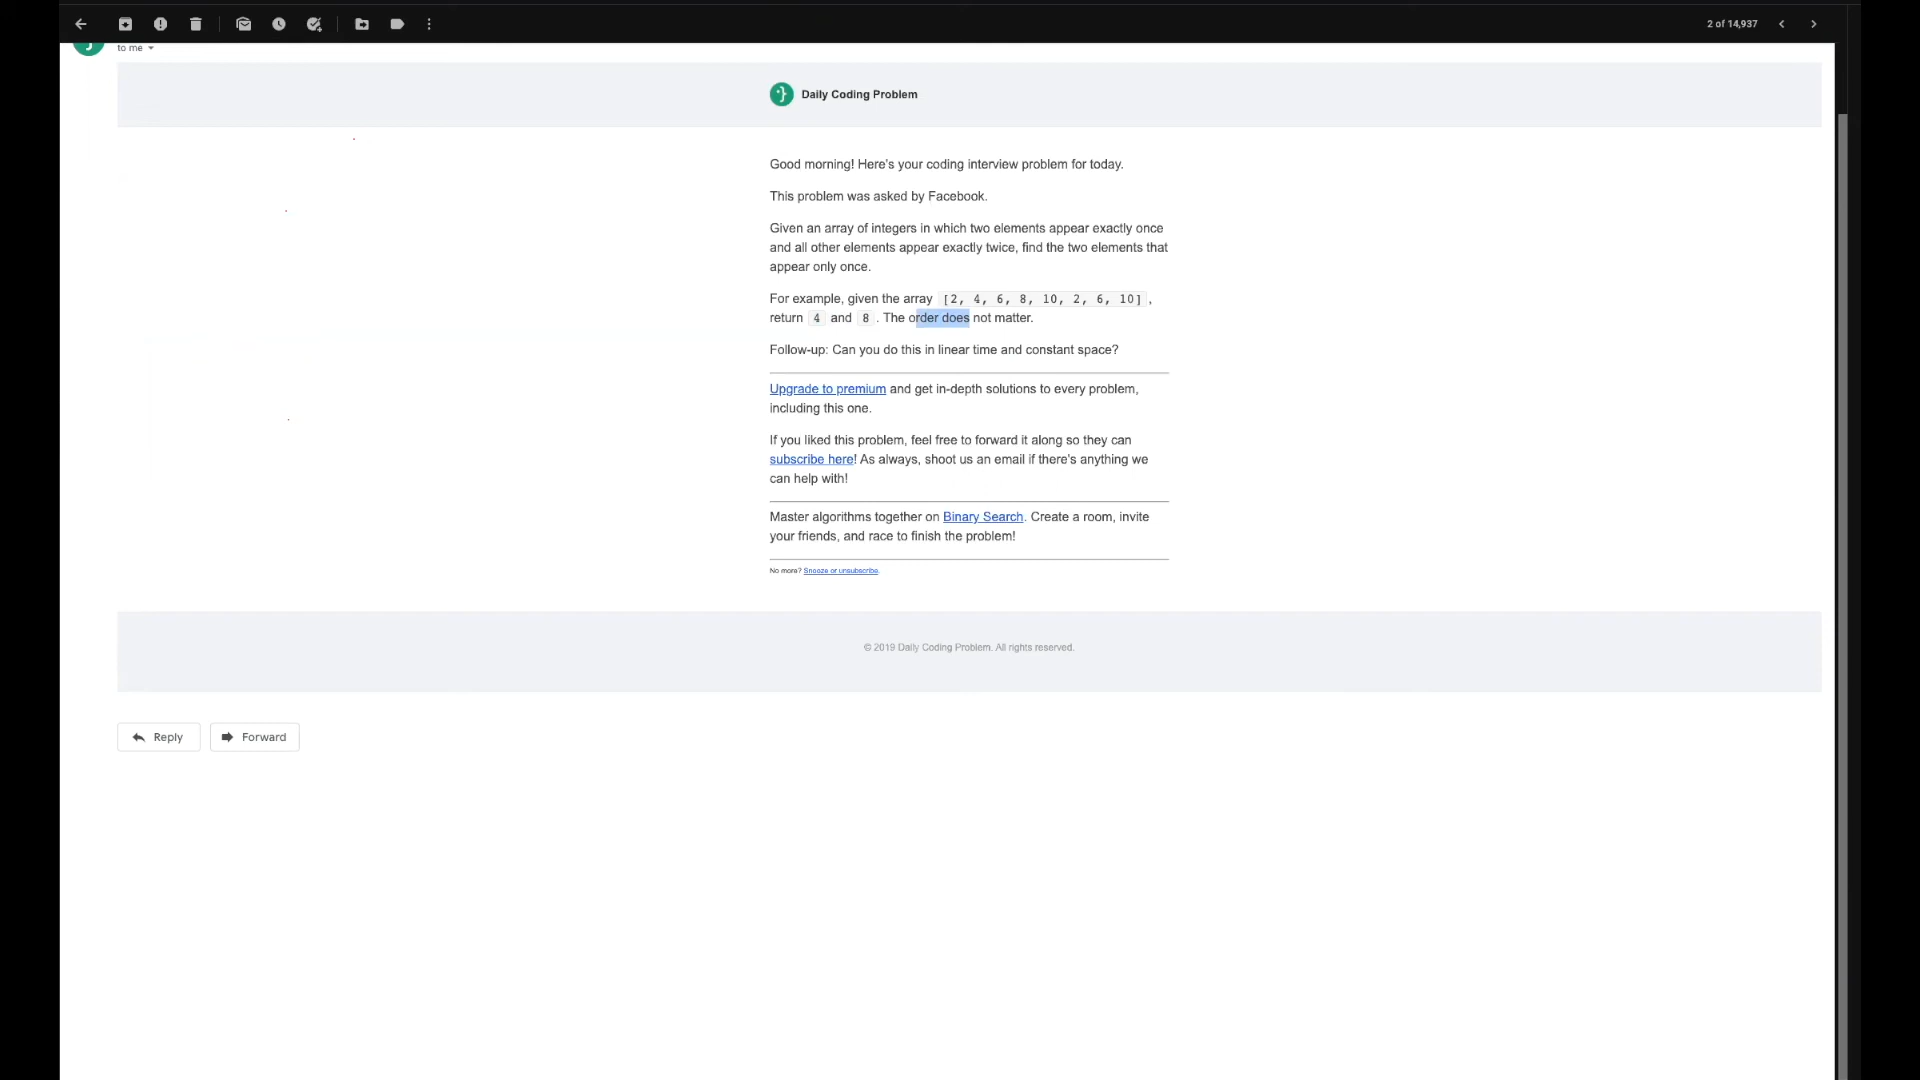 2 of 14,937
to me
Daily Coding Problem
Good morning! Here's your coding interview problem for today.
This problem was asked by Facebook.
Given an array of integers in which two elements appear exactly once
and all other elements appear exactly twice, find the two elements that
appear only once.
For example, given the array [2, 4, 6, 8, 10, 2, 6, 10] ,
return 4 and 8 . The order does not matter.
Follow-up: Can you do this in linear time and constant space?
Upgrade to premium and get in-depth solutions to every problem,
including this one.
If you liked this problem, feel free to forward it along so they can
subscribe here! As always, shoot us an email if there's anything we
can help with!
Master algorithms together on Binary Search. Create a room, invite
your friends, and race to finish the problem!
No more? Snooze or unsubscribe.
© 2019 Daily Coding Problem. All rights reserved.
Reply Forward